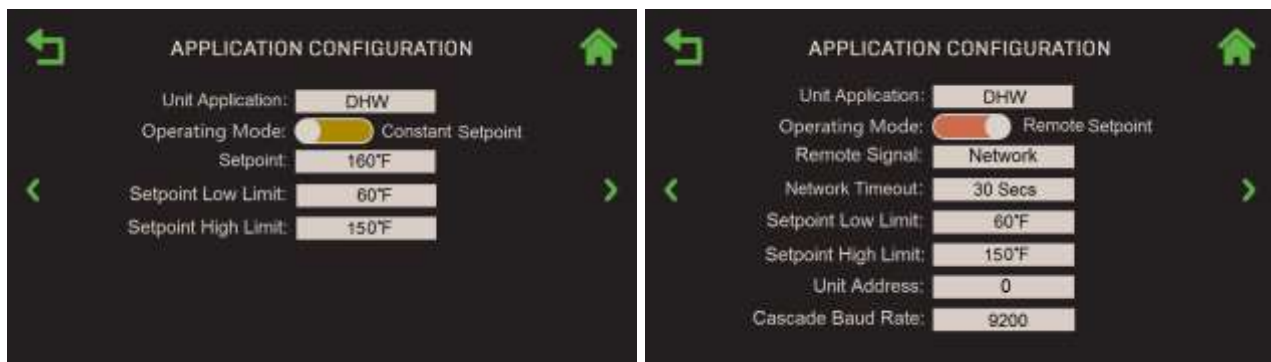 APPLICATION CONFIGURATION
Unit Application: DHW
Operating Mode: Constant Setpoint
Setpoint: 160°F
Setpoint Low Limit: 60°F
Setpoint High Limit: 150°F
APPLICATION CONFIGURATION
Unit Application: DHW
Operating Mode: Remote Setpoint
Remote Signal: Network
Network Timeout: 30 Secs
Setpoint Low Limit: 60°F
Setpoint High Limit: 150°F
Unit Address: 0
Cascade Baud Rate: 9200